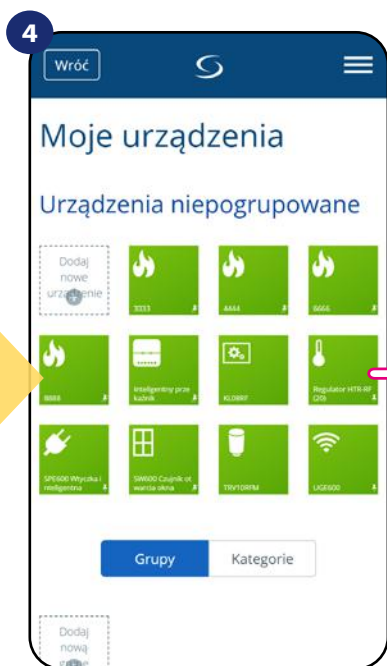 4
Wróć
Moje urządzenia
Urządzenia niepogrupowane
Dodaj
nowe
urządzenie
3333
4444
6666
8888
Inteligentny prze
kaźnik
KL08RF
Regulator HTR-RF
(20)
SPE600 Wtyczka i
nteligentna
SW600 Czujnik ot
warcia okna
TRV10RFM
UGE600
Grupy
Kategorie
Dodaj
nową